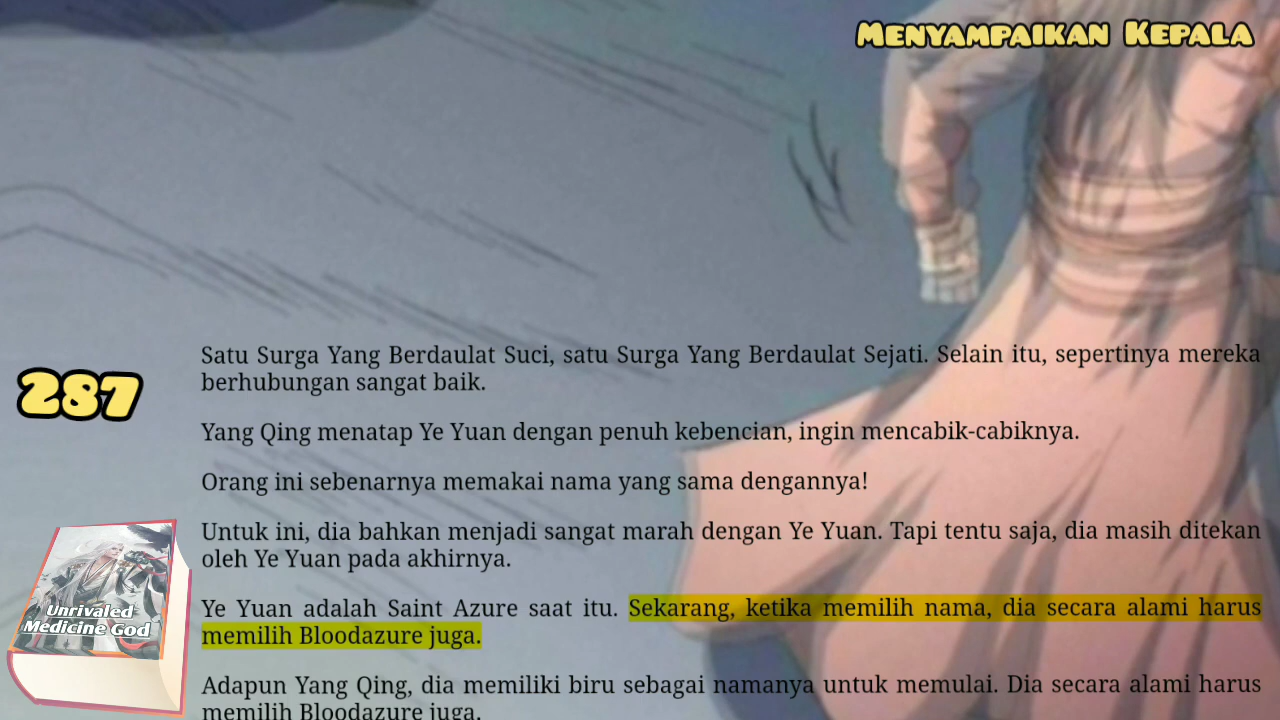 Menyampaikan Kepala
Satu Surga Yang Berdaulat Suci, satu Surga Yang Berdaulat Sejati. Selain itu, sepertinya mereka
berhubungan sangat baik.
287
Yang Qing menatap Ye Yuan dengan penuh kebencian, ingin mencabik-cabiknya.
Orang ini sebenarnya memakai nama yang sama dengannya!
Untuk ini, dia bahkan menjadi sangat marah dengan Ye Yuan. Tapi tentu saja, dia masih ditekan
oleh Ye Yuan pada akhirnya.
Ye Yuan adalah Saint Azure saat itu. Sekarang, ketika memilih nama, dia secara alami harus
memilih Bloodazure juga.
Unrivaled
Medicine God
Adapun Yang Qing, dia memiliki biru sebagai namanya untuk memulai. Dia secara alami harus
memilih Bloodazure juga.